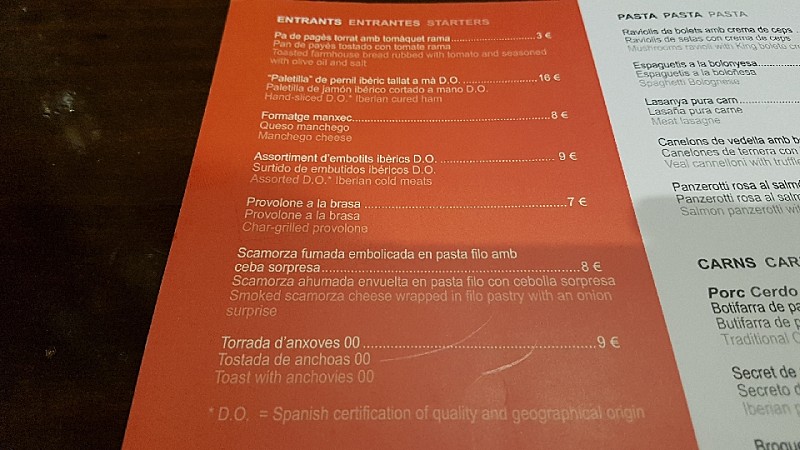 ENTRANTS ENTRANTES STARTERS
Pa de pagès torrat amb tomàquet rama 3 €
Pan de payés tostado con tomate rama
Toasted farmhouse bread rubbed with tomato and seasoned
with olive oil and salt
"Paletilla" de pernil ibèric tallat a mà D.O. 16 €
Paletilla de jamón ibérico cortado a mano D.O.
Hand-sliced D.O.* Iberian cured ham
Formatge manxec 8 €
Queso manchego
Manchego cheese
Assortiment d'embotits ibèrics D.O. 9 €
Surtido de embutidos ibéricos D.O.
Assorted D.O.* Iberian cold meats
Provolone a la brasa 7 €
Provolone a la brasa
Char-grilled provolone
Scamorza fumada embolicada en pasta filo amb
ceba sorpresa 8 €
Scamorza ahumada envuelta en pasta filo con cebolla sorpresa
Smoked scamorza cheese wrapped in filo pastry with an onion
surprise
Torrada d'anxoves 00 9 €
Tostada de anchoas 00
Toast with anchovies 00
* D.O. = Spanish certification of quality and geographical origin
PASTA PASTA PASTA
Raviolis de bolets amb crema de ceps
Raviolis de setas con crema de ceps
Mushrooms ravioli with King boleto
Espaguetis a la bolonyesa
Espaguetis a la boloñesa
Spaghetti Bolognese
Lasanya pura carn
Lasaña pura carne
Meat lasagne
Canelons de vedella amb
Canelones de ternera con
Veal cannelloni with
Panzerotti rosa al
Panzerotti rosa al
Salmon panzerotti
CARNS
Porc Cerdo
Botifarra de
Butifarra de
Traditional
Secret de
Secreto
Iberian